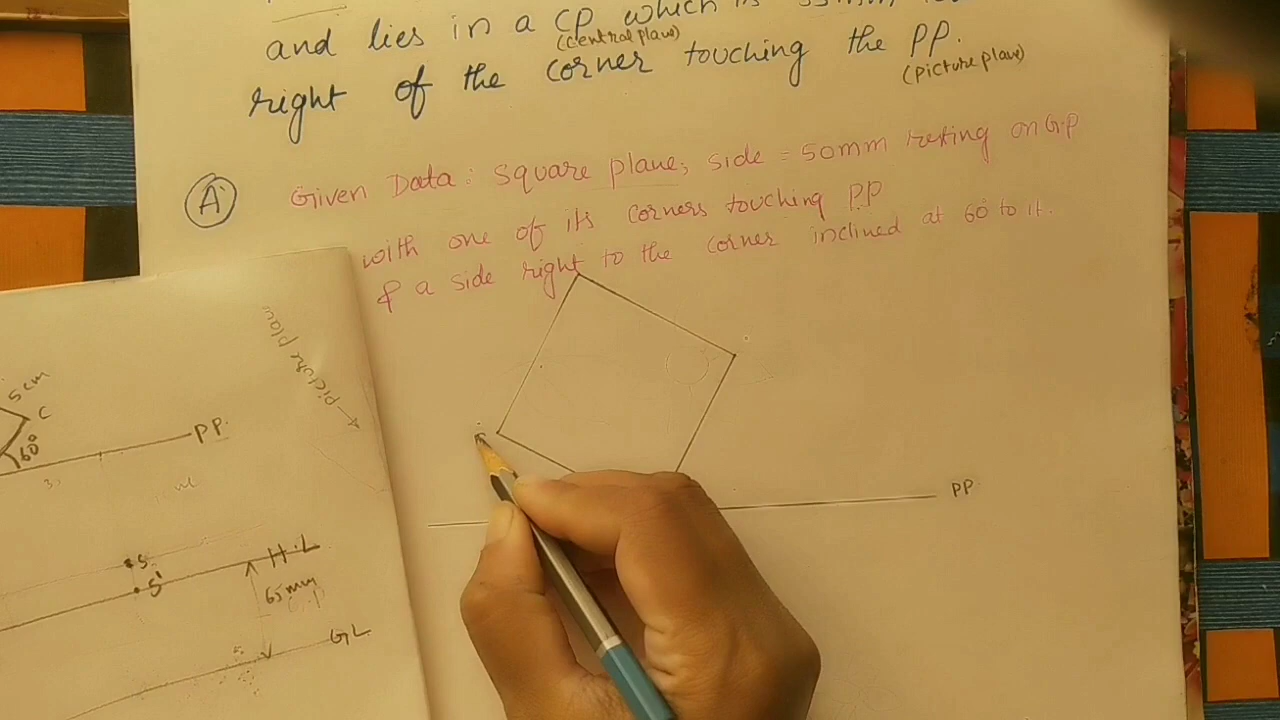 and lies in a CP which is
(central plane)
right of the corner touching the PP.
(picture plane)
A
Given Data: square plane, side = 50mm resting on G.P
with one of its corners touching PP
& a side right to the corner inclined at 60° to it.
picture plane
5cm
C
60°
PP.
PP.
S
H.L
S'
65mm
G.P
GL